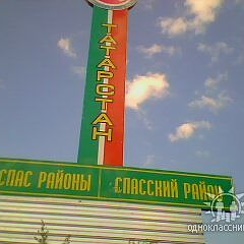 ТАТАРСТАН
СПАС РАЙОНЫ
СПАССКИЙ РАЙОН
одноклассники